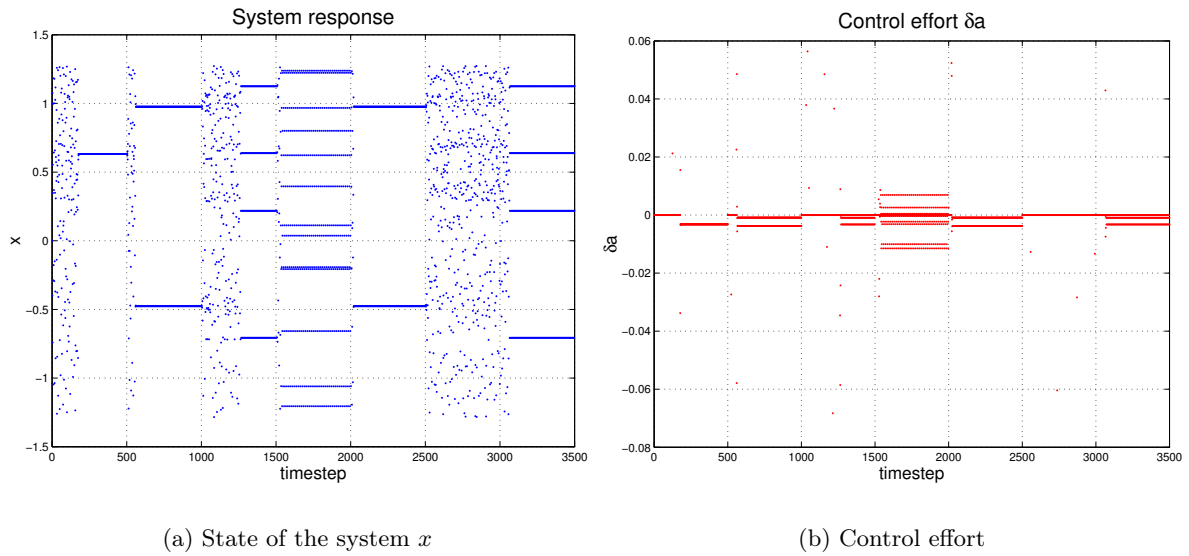 System response
1.5
1
0.5
0
−0.5
−1
−1.5
x
0 500 1000 1500 2000 2500 3000 3500
timestep
(a) State of the system x
Control effort δa
0.06
0.04
0.02
0
−0.02
−0.04
−0.06
−0.08
δa
0 500 1000 1500 2000 2500 3000 3500
timestep
(b) Control effort